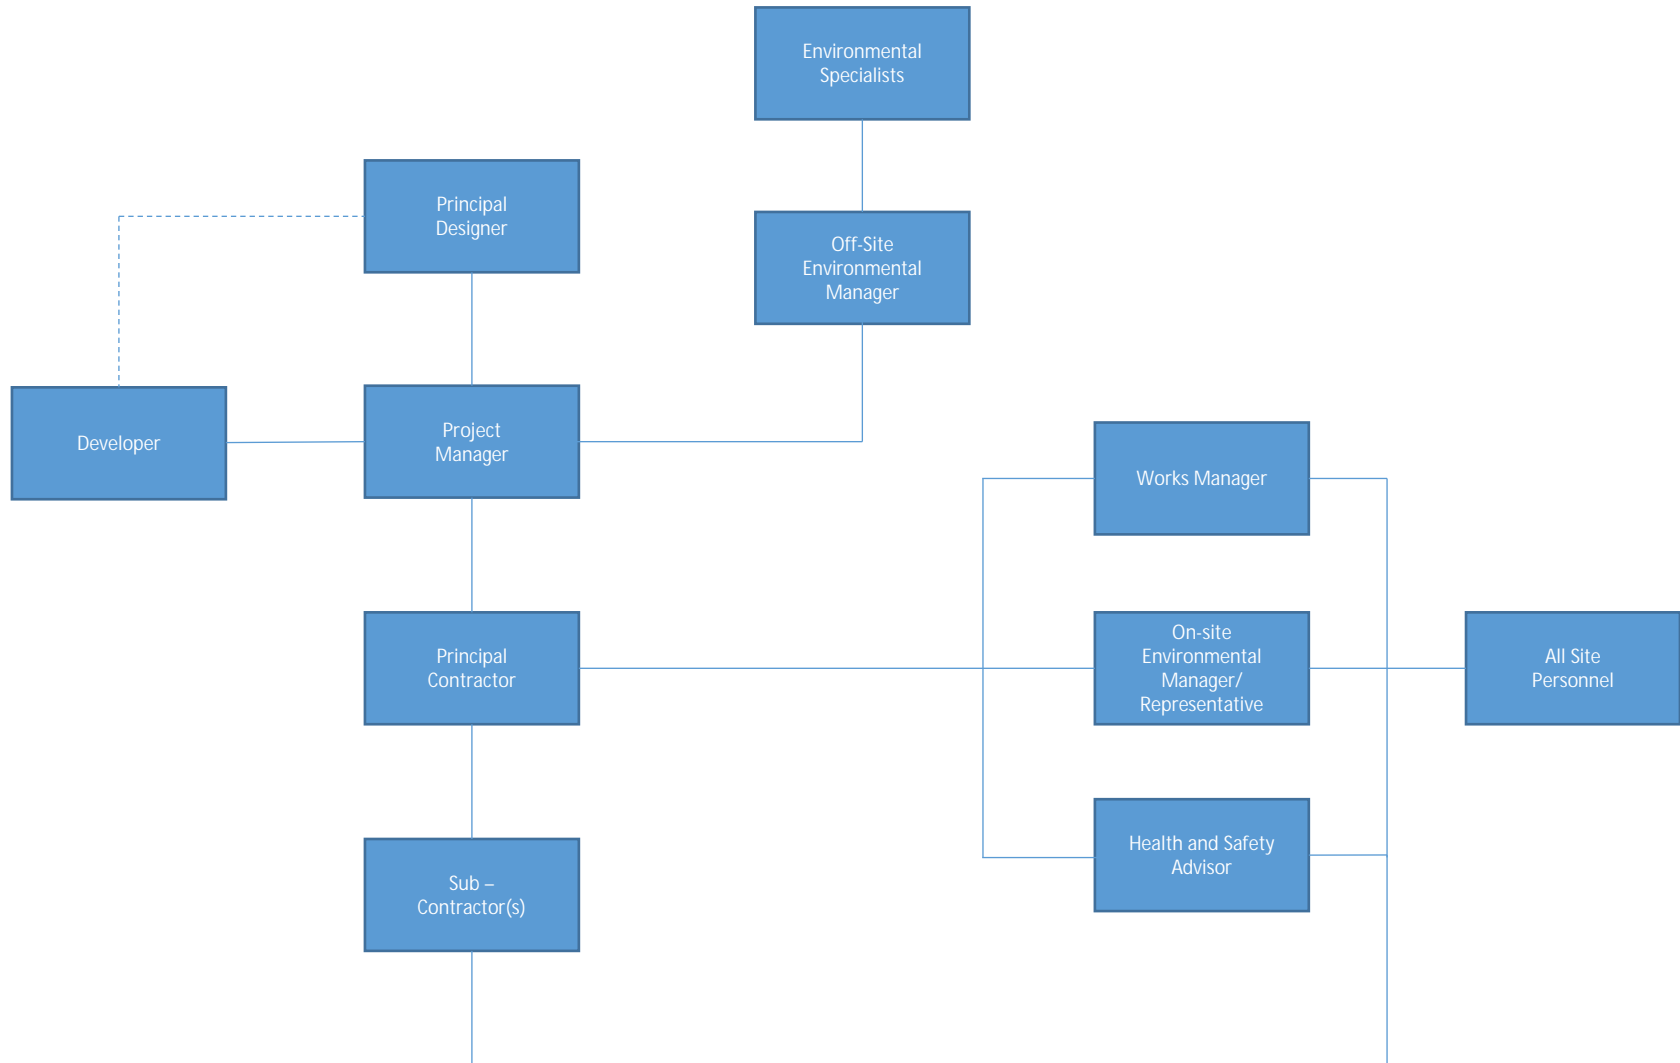 Environmental
Specialists
Principal
Designer
Off-Site
Environmental
Manager
Developer
Project
Manager
Works Manager
Principal
Contractor
On-site
Environmental
Manager/
Representative
All Site
Personnel
Health and Safety
Advisor
Sub –
Contractor(s)